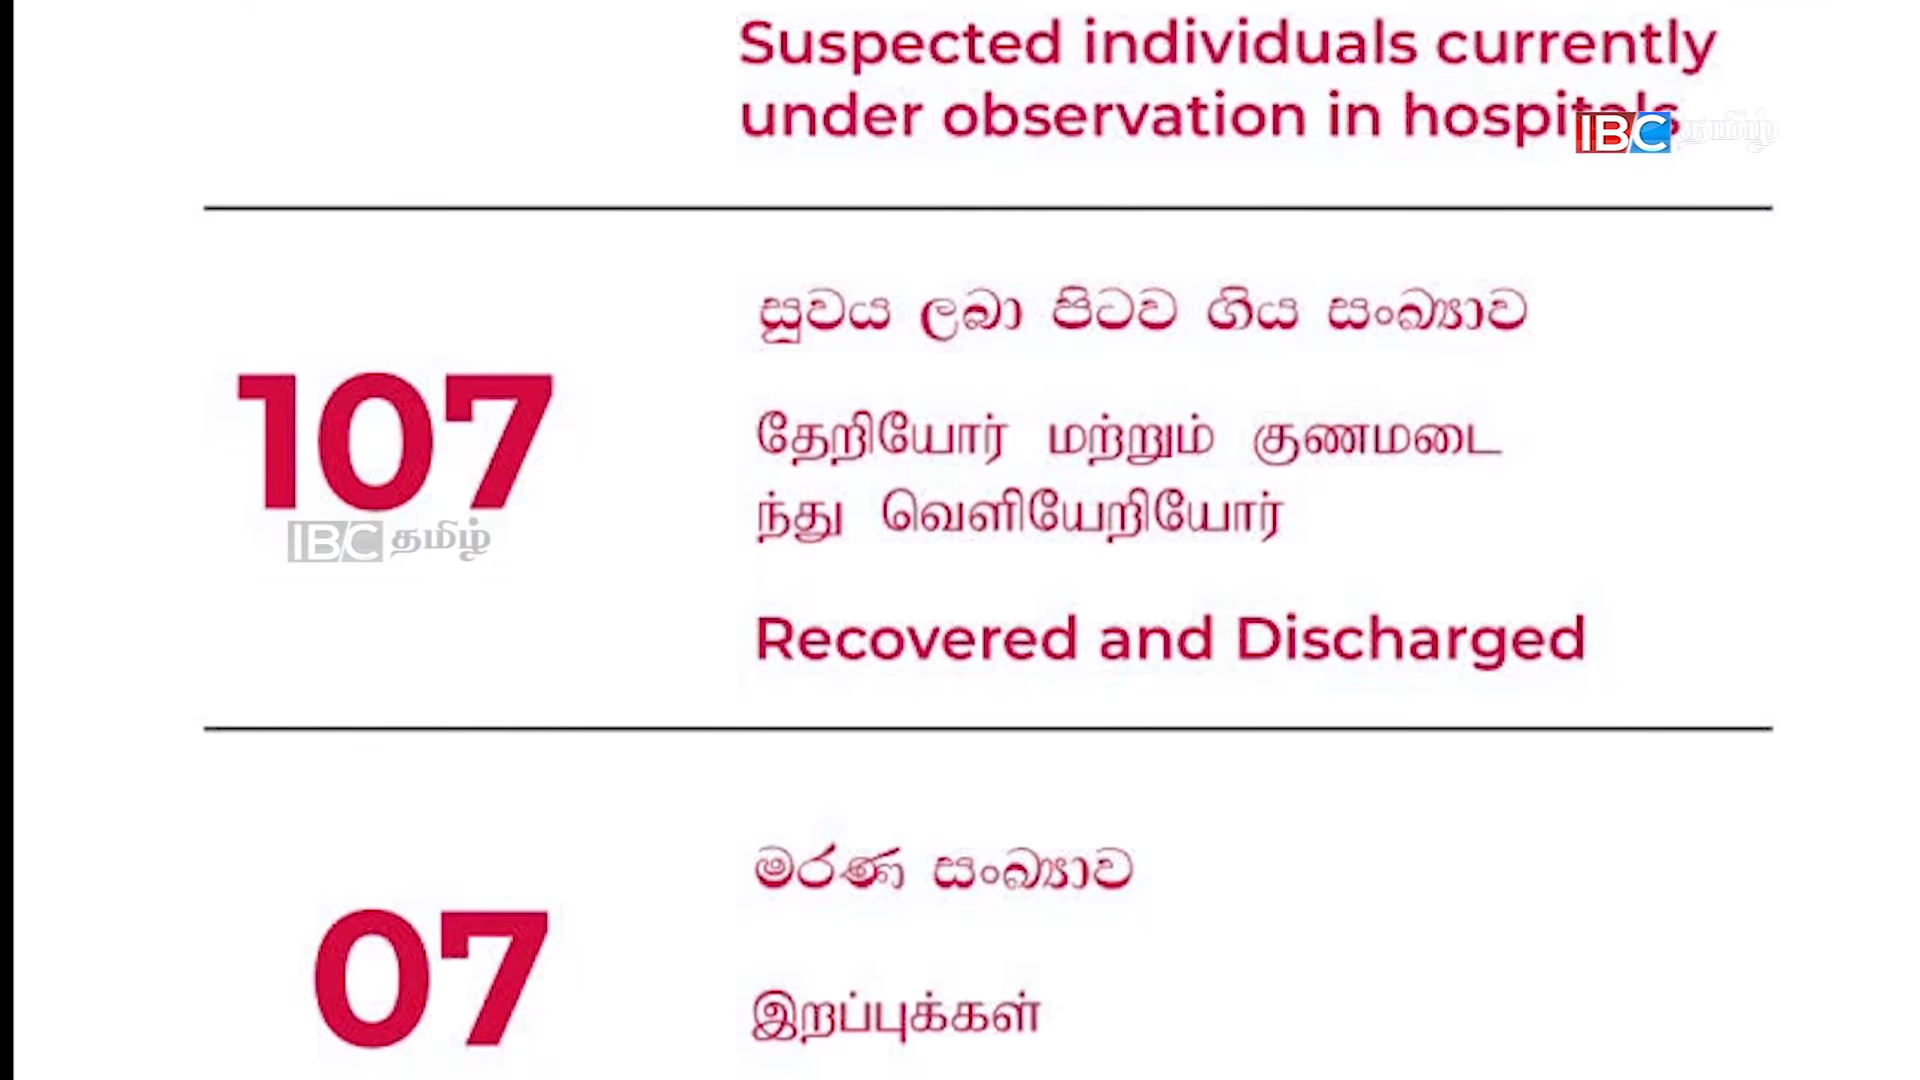 Suspected individuals currently
under observation in hospitals
IBC தமிழ்
107
සුවය ලබා පිටව ගිය සංඛ්‍යාව
தேறியோர் மற்றும் குணமடை
ந்து வெளியேறியோர்
IBC தமிழ்
Recovered and Discharged
07
මරණ සංඛ්‍යාව
இறப்புக்கள்